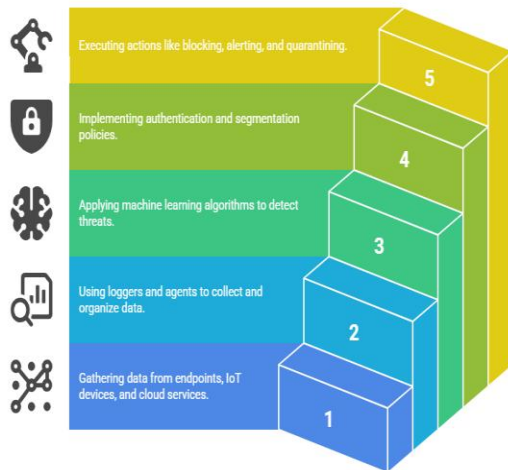 Executing actions like blocking, alerting, and quarantining.
5
Implementing authentication and segmentation
policies.
4
Applying machine learning algorithms to detect
threats.
3
Using loggers and agents to collect and
organize data.
2
Gathering data from endpoints, IoT
devices, and cloud services.
1